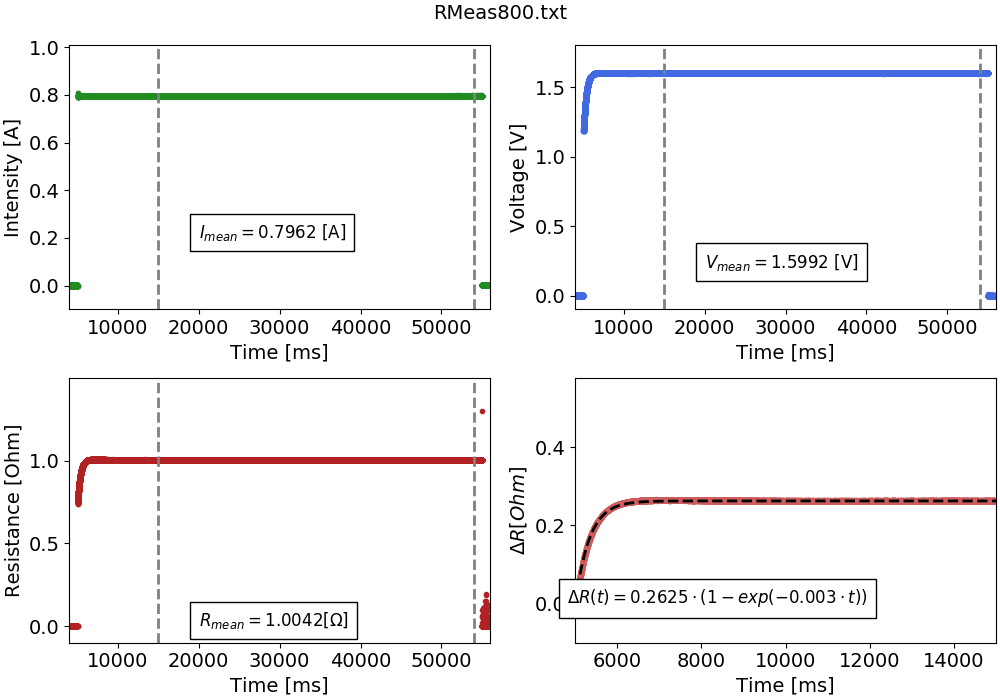 RMeas800.txt
Intensity [A]
1.0
0.8
0.6
0.4
0.2
0.0
I_mean = 0.7962 [A]
10000 20000 30000 40000 50000
Time [ms]
Voltage [V]
1.5
1.0
0.5
0.0
V_mean = 1.5992 [V]
10000 20000 30000 40000 50000
Time [ms]
Resistance [Ohm]
1.0
0.5
0.0
R_mean = 1.0042[Ω]
10000 20000 30000 40000 50000
Time [ms]
ΔR[Ohm]
0.4
0.2
0.0
ΔR(t) = 0.2625 · (1 − exp(−0.003 · t))
6000 8000 10000 12000 14000
Time [ms]